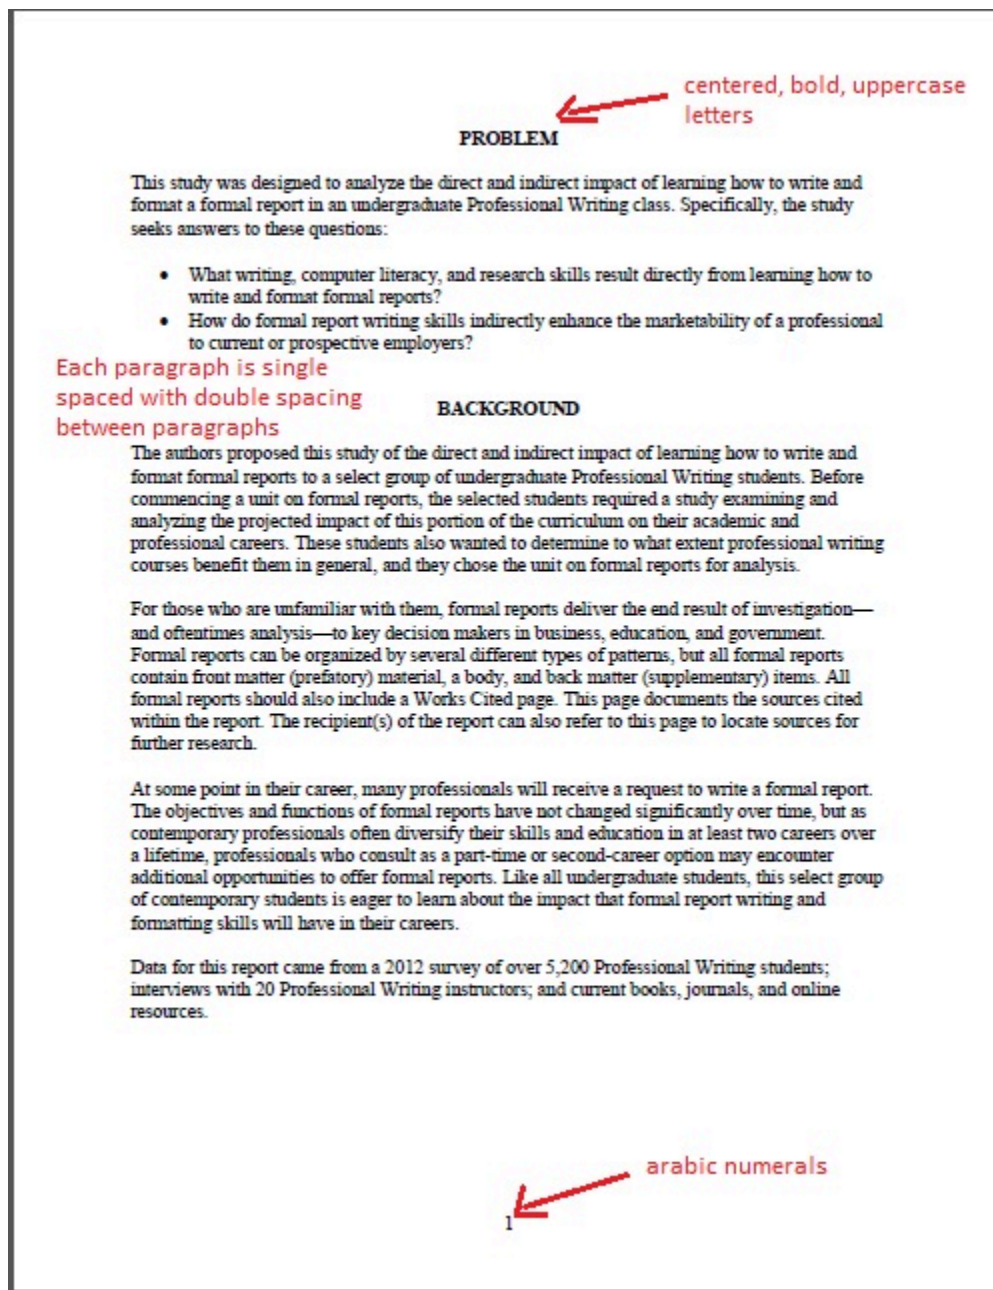 centered, bold, uppercase
letters
PROBLEM
This study was designed to analyze the direct and indirect impact of learning how to write and
format a formal report in an undergraduate Professional Writing class. Specifically, the study
seeks answers to these questions:
• What writing, computer literacy, and research skills result directly from learning how to
write and format formal reports?
• How do formal report writing skills indirectly enhance the marketability of a professional
to current or prospective employers?
Each paragraph is single
spaced with double spacing
between paragraphs
BACKGROUND
The authors proposed this study of the direct and indirect impact of learning how to write and
format formal reports to a select group of undergraduate Professional Writing students. Before
commencing a unit on formal reports, the selected students required a study examining and
analyzing the projected impact of this portion of the curriculum on their academic and
professional careers. These students also wanted to determine to what extent professional writing
courses benefit them in general, and they chose the unit on formal reports for analysis.
For those who are unfamiliar with them, formal reports deliver the end result of investigation—
and oftentimes analysis—to key decision makers in business, education, and government.
Formal reports can be organized by several different types of patterns, but all formal reports
contain front matter (prefatory) material, a body, and back matter (supplementary) items. All
formal reports should also include a Works Cited page. This page documents the sources cited
within the report. The recipient(s) of the report can also refer to this page to locate sources for
further research.
At some point in their career, many professionals will receive a request to write a formal report.
The objectives and functions of formal reports have not changed significantly over time, but as
contemporary professionals often diversify their skills and education in at least two careers over
a lifetime, professionals who consult as a part-time or second-career option may encounter
additional opportunities to offer formal reports. Like all undergraduate students, this select group
of contemporary students is eager to learn about the impact that formal report writing and
formatting skills will have in their careers.
Data for this report came from a 2012 survey of over 5,200 Professional Writing students;
interviews with 20 Professional Writing instructors; and current books, journals, and online
resources.
arabic numerals
1